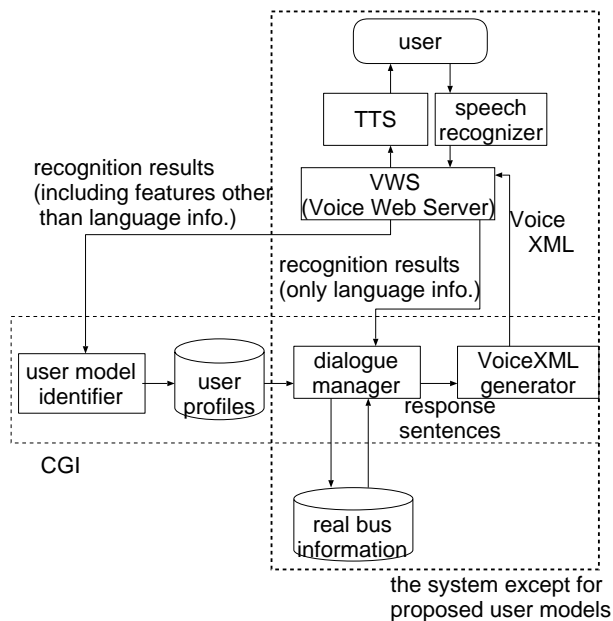 user
TTS
speech
recognizer
recognition results
(including features other
than language info.)
VWS
(Voice Web Server)
Voice
XML
recognition results
(only language info.)
user model
identifier
user
profiles
dialogue
manager
VoiceXML
generator
response
sentences
CGI
real bus
information
the system except for
proposed user models